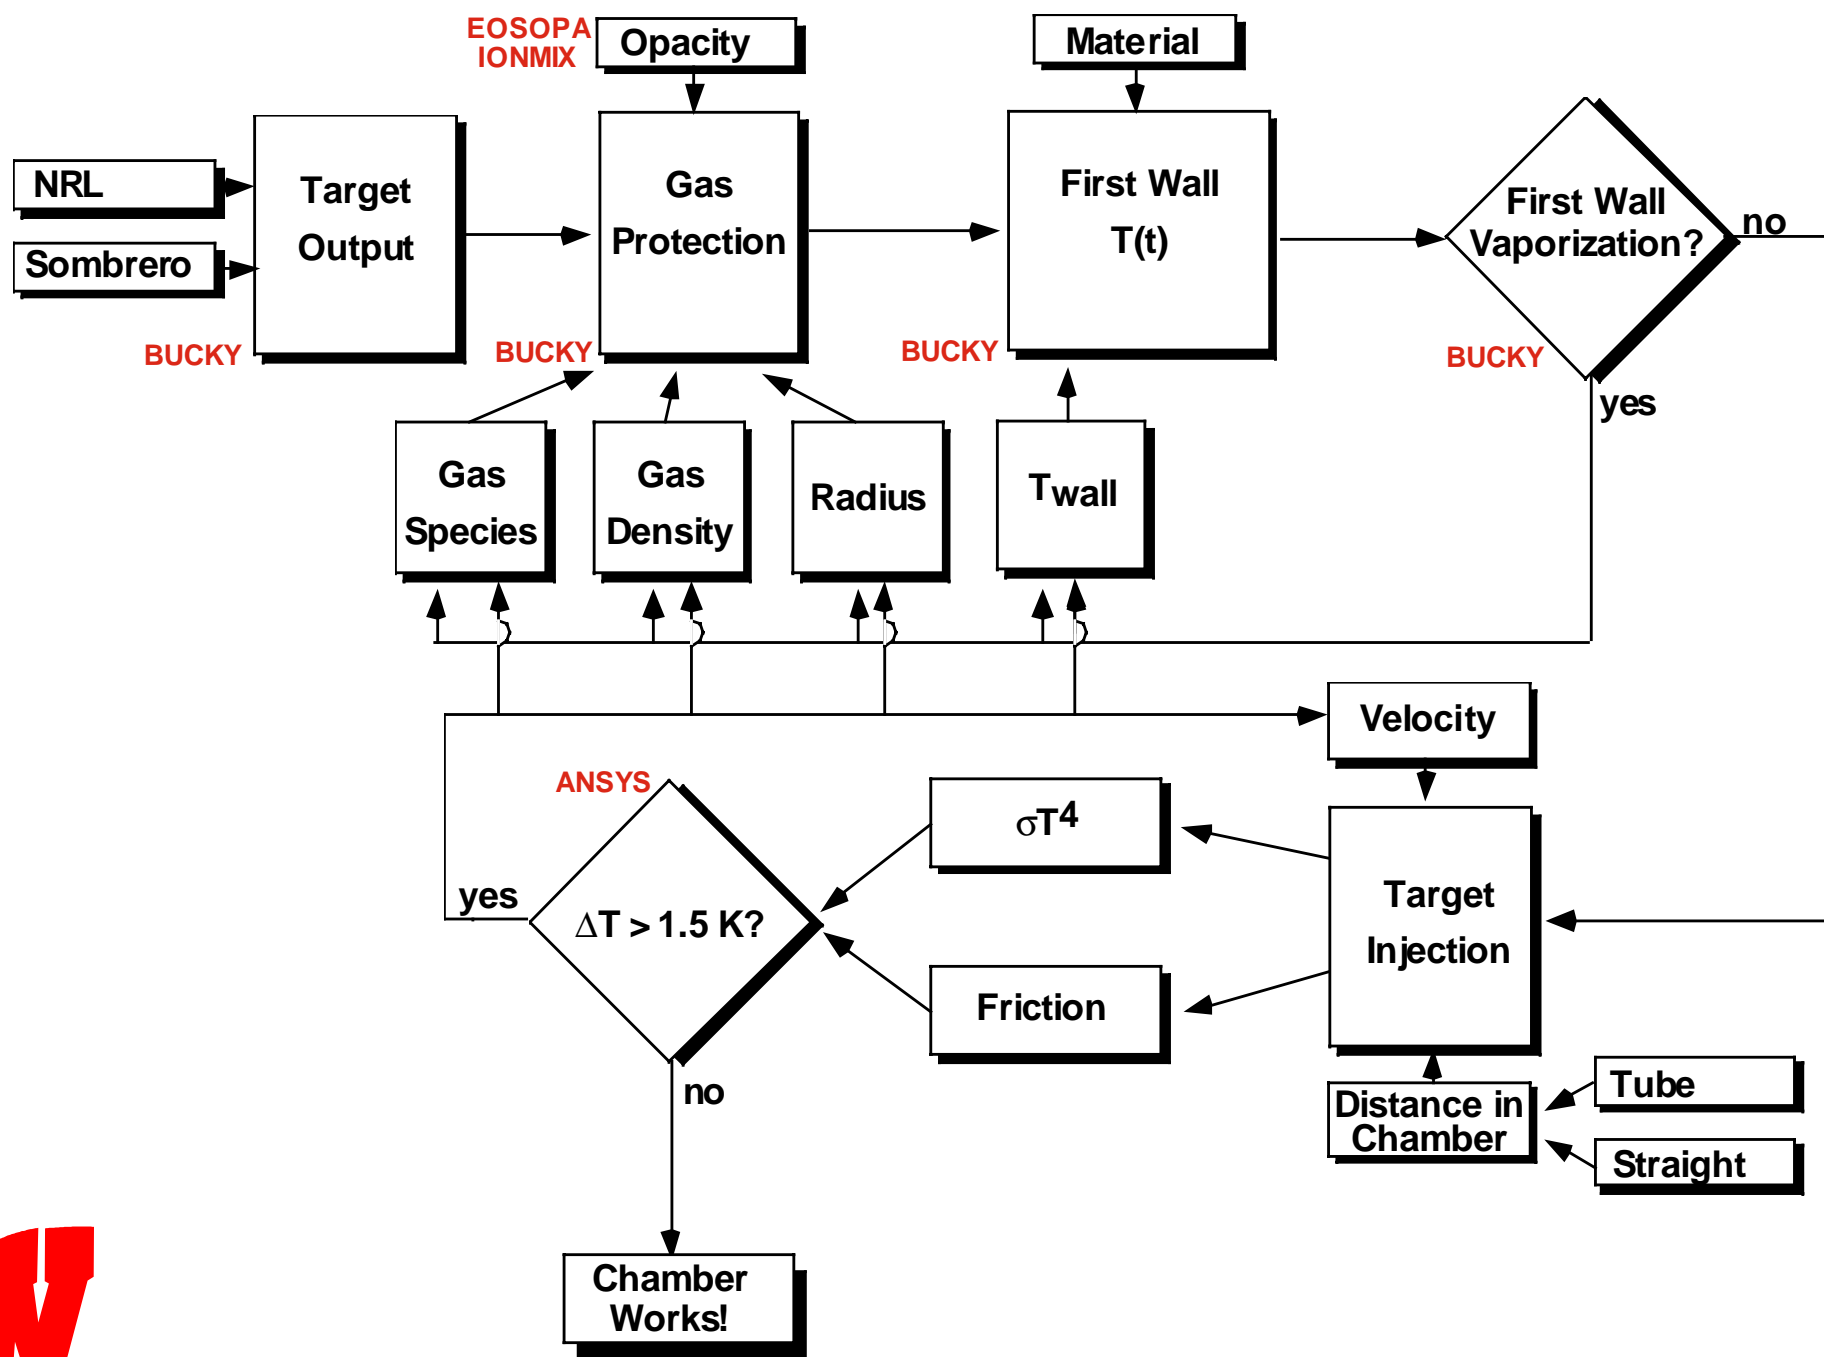 EOSOPA
IONMIX
Opacity
Material
NRL
Sombrero
Target
Output
BUCKY
Gas
Protection
BUCKY
First Wall
T(t)
BUCKY
First Wall
Vaporization?
no
BUCKY
yes
Gas
Species
Gas
Density
Radius
Twall
Velocity
ANSYS
σT4
yes
ΔT > 1.5 K?
Target
Injection
Friction
no
Distance in
Chamber
Tube
Straight
Chamber
Works!